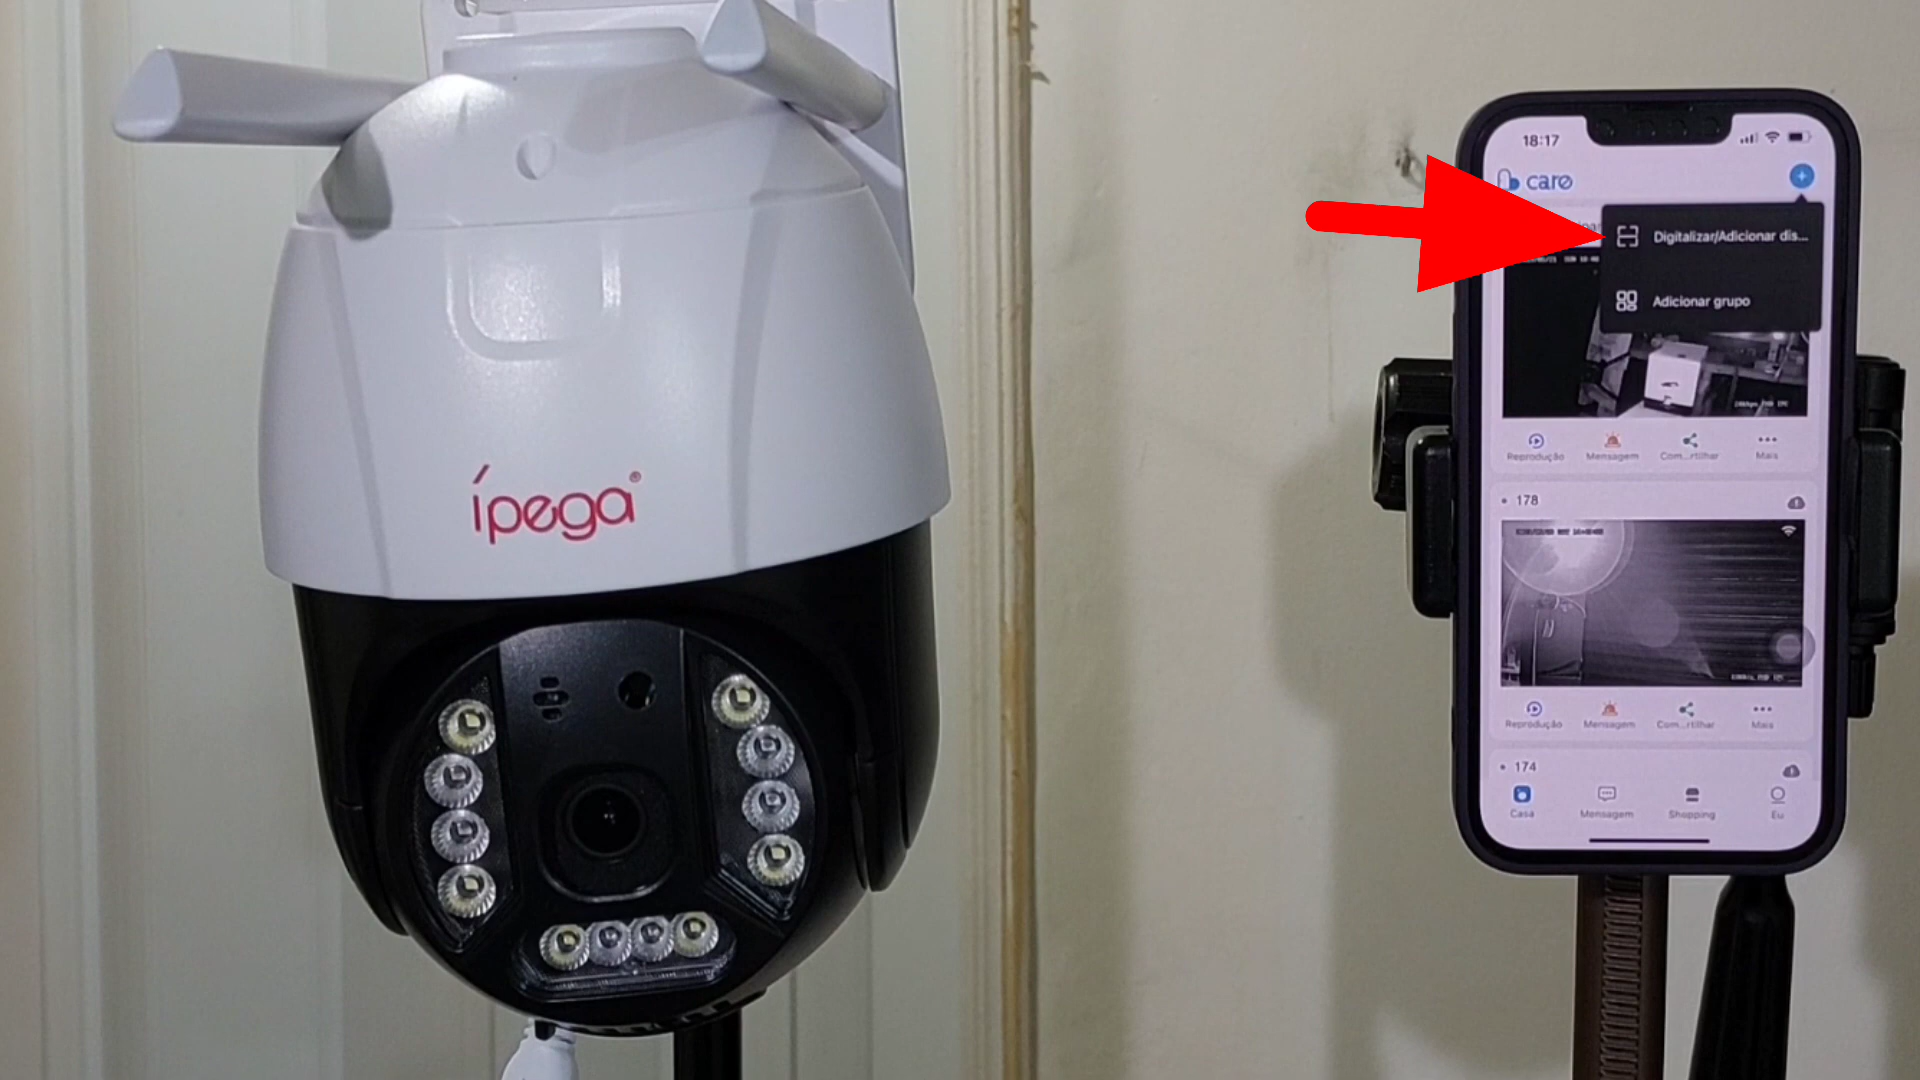 18:17
care
Digitalizar/Adicionar dis...
Adicionar grupo
Reprodução
Mensagem
Com...rtilhar
Mais
178
Reprodução
Mensagem
Com...rtilhar
Mais
174
Casa
Mensagem
Shopping
Eu
ípega®